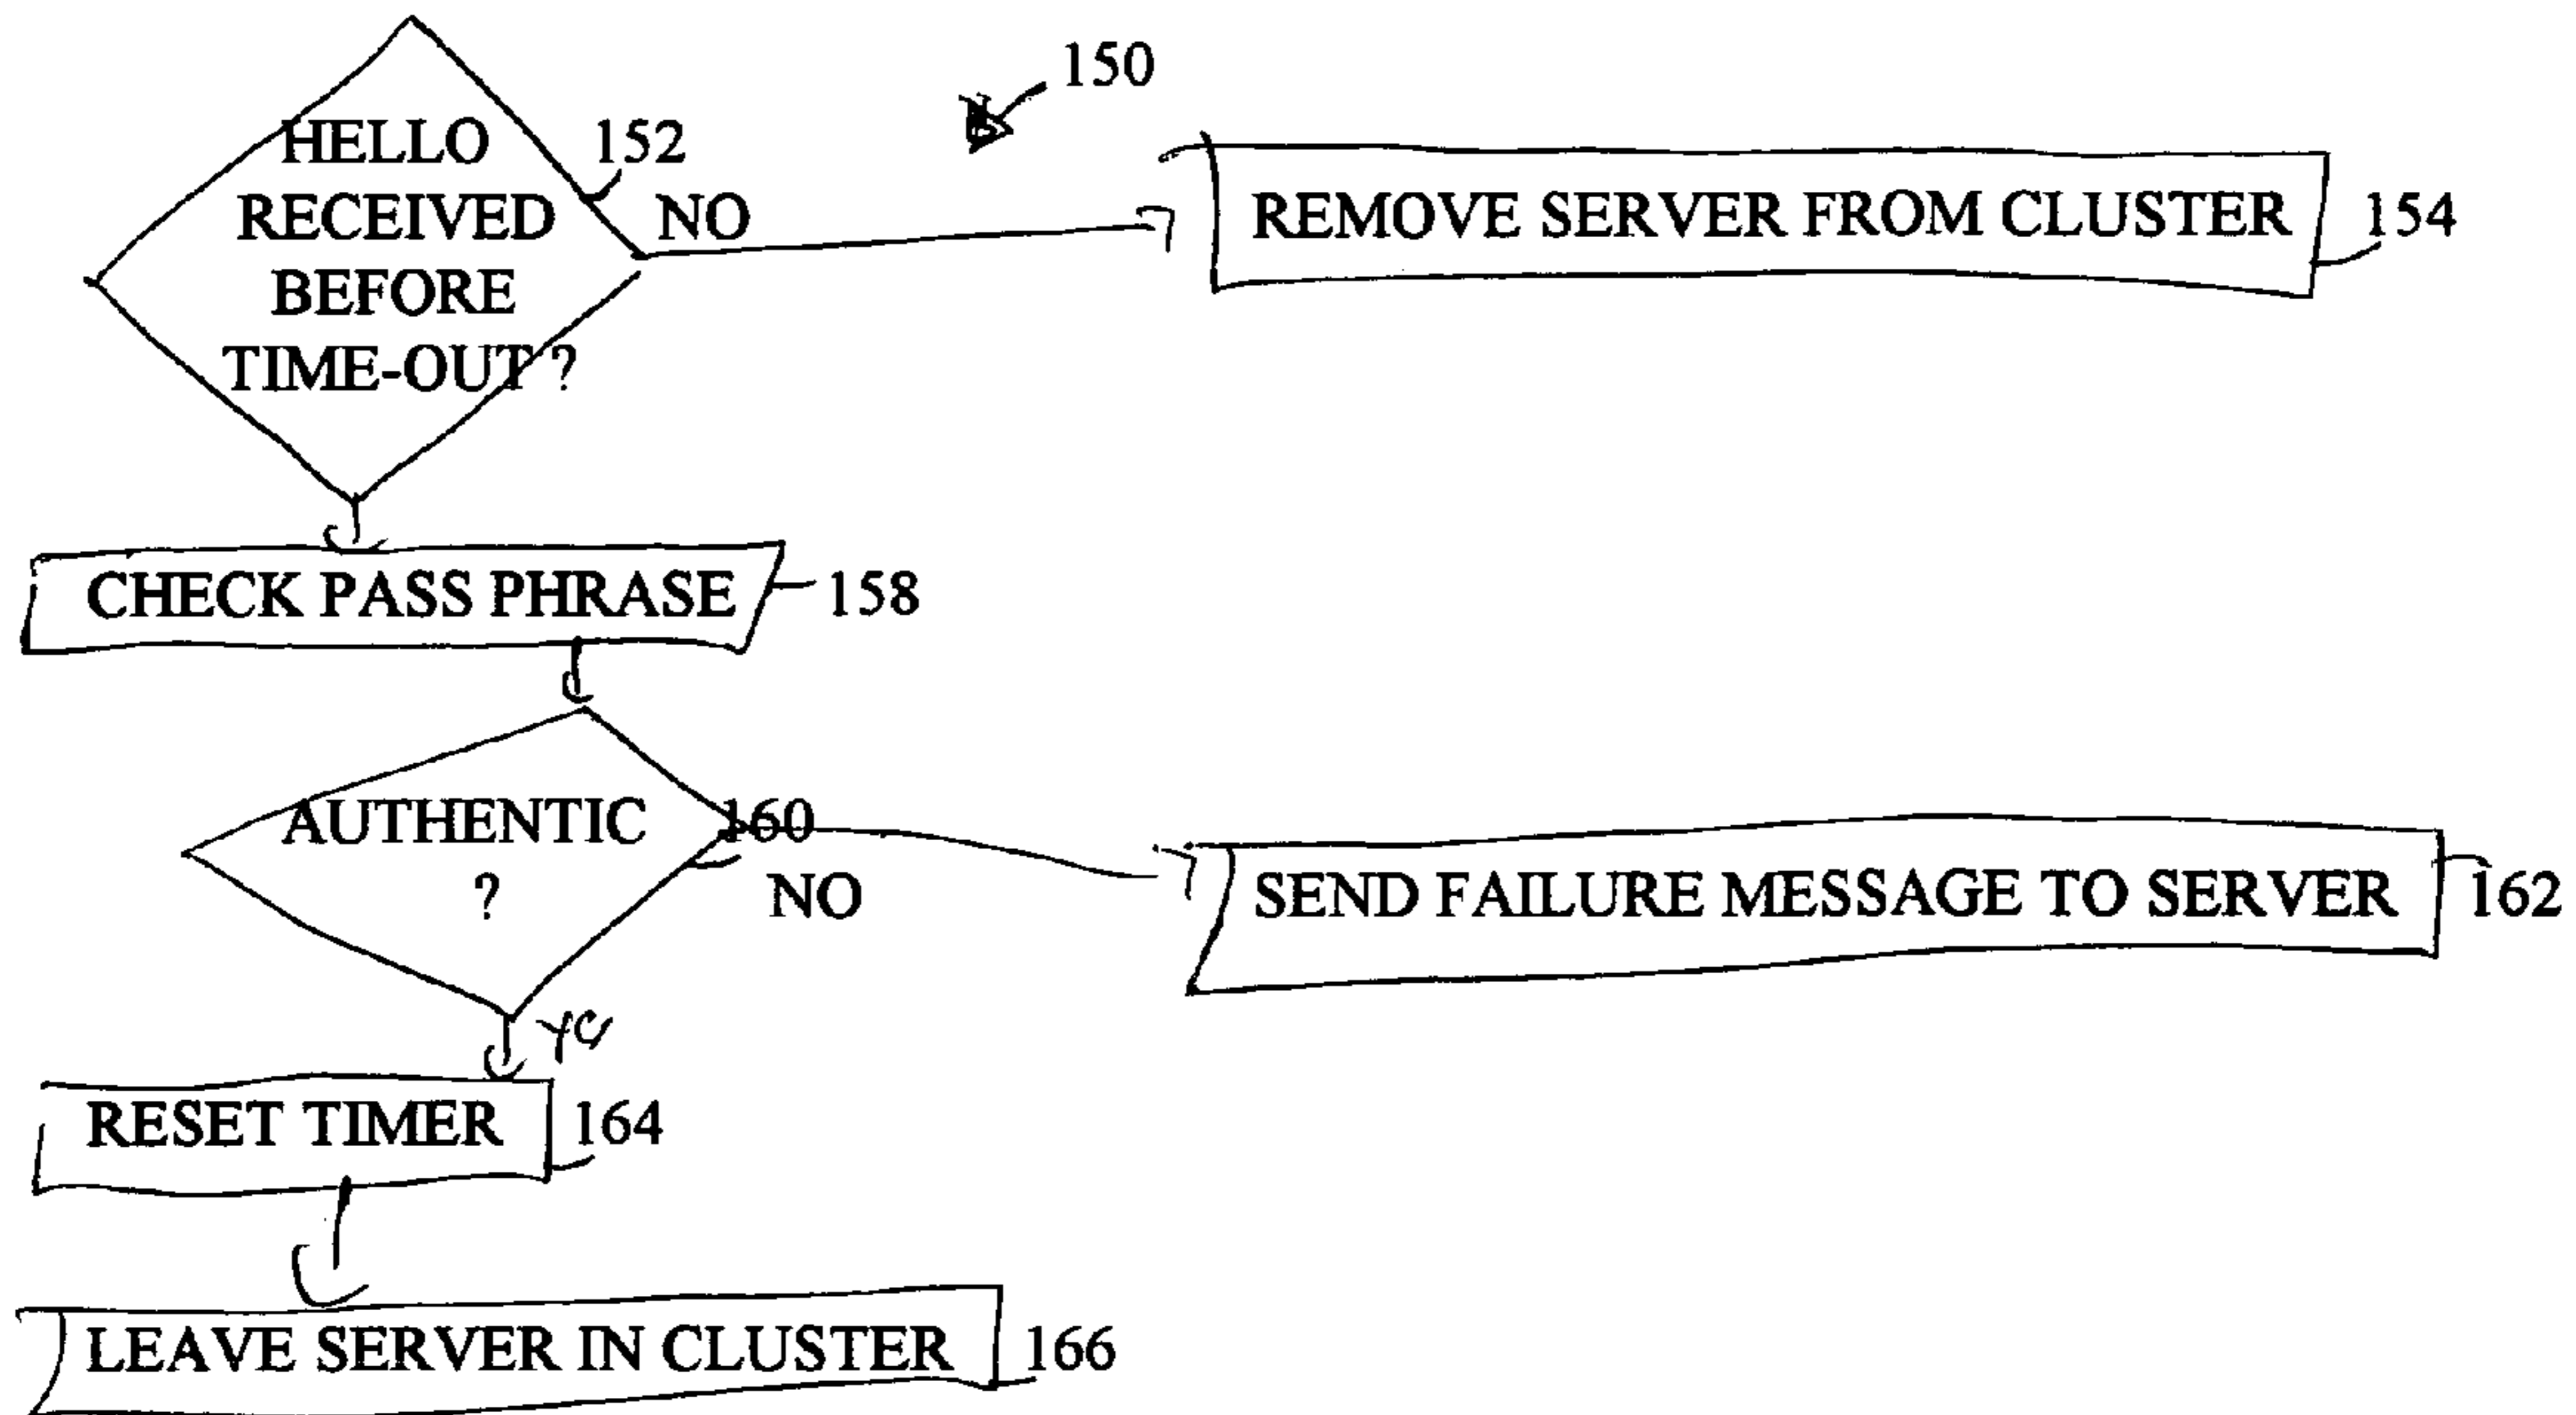 150
HELLO
152
RECEIVED
NO
BEFORE
TIME-OUT ?
REMOVE SERVER FROM CLUSTER
154
CHECK PASS PHRASE
158
AUTHENTIC
160
?
NO
SEND FAILURE MESSAGE TO SERVER
162
RESET TIMER
164
LEAVE SERVER IN CLUSTER
166